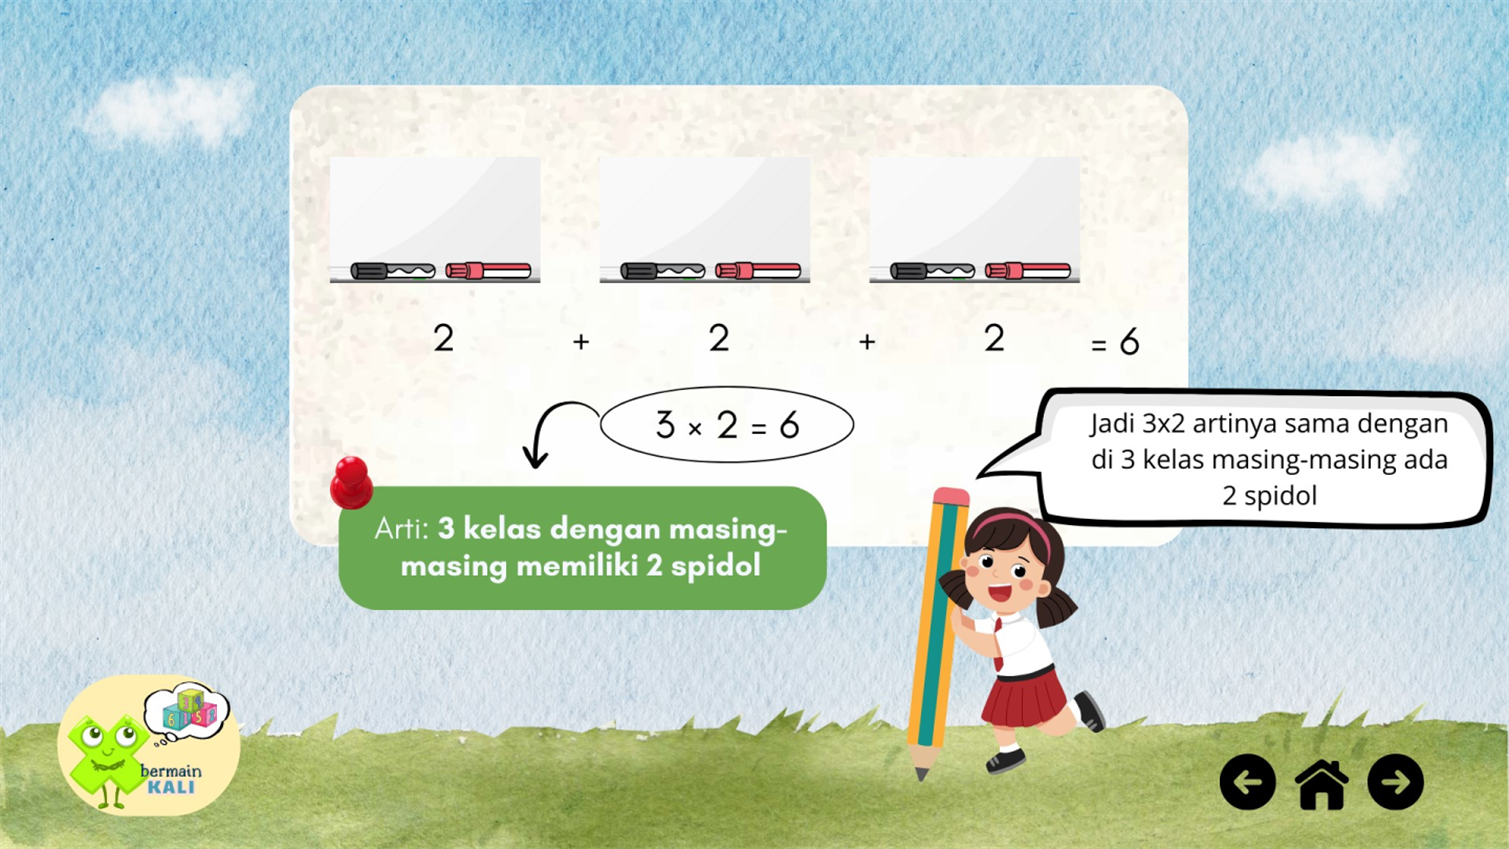 2 + 2 + 2 = 6
3 × 2 = 6
Jadi 3x2 artinya sama dengan
di 3 kelas masing-masing ada
2 spidol
Arti: 3 kelas dengan masing-
masing memiliki 2 spidol
bermain
KALI